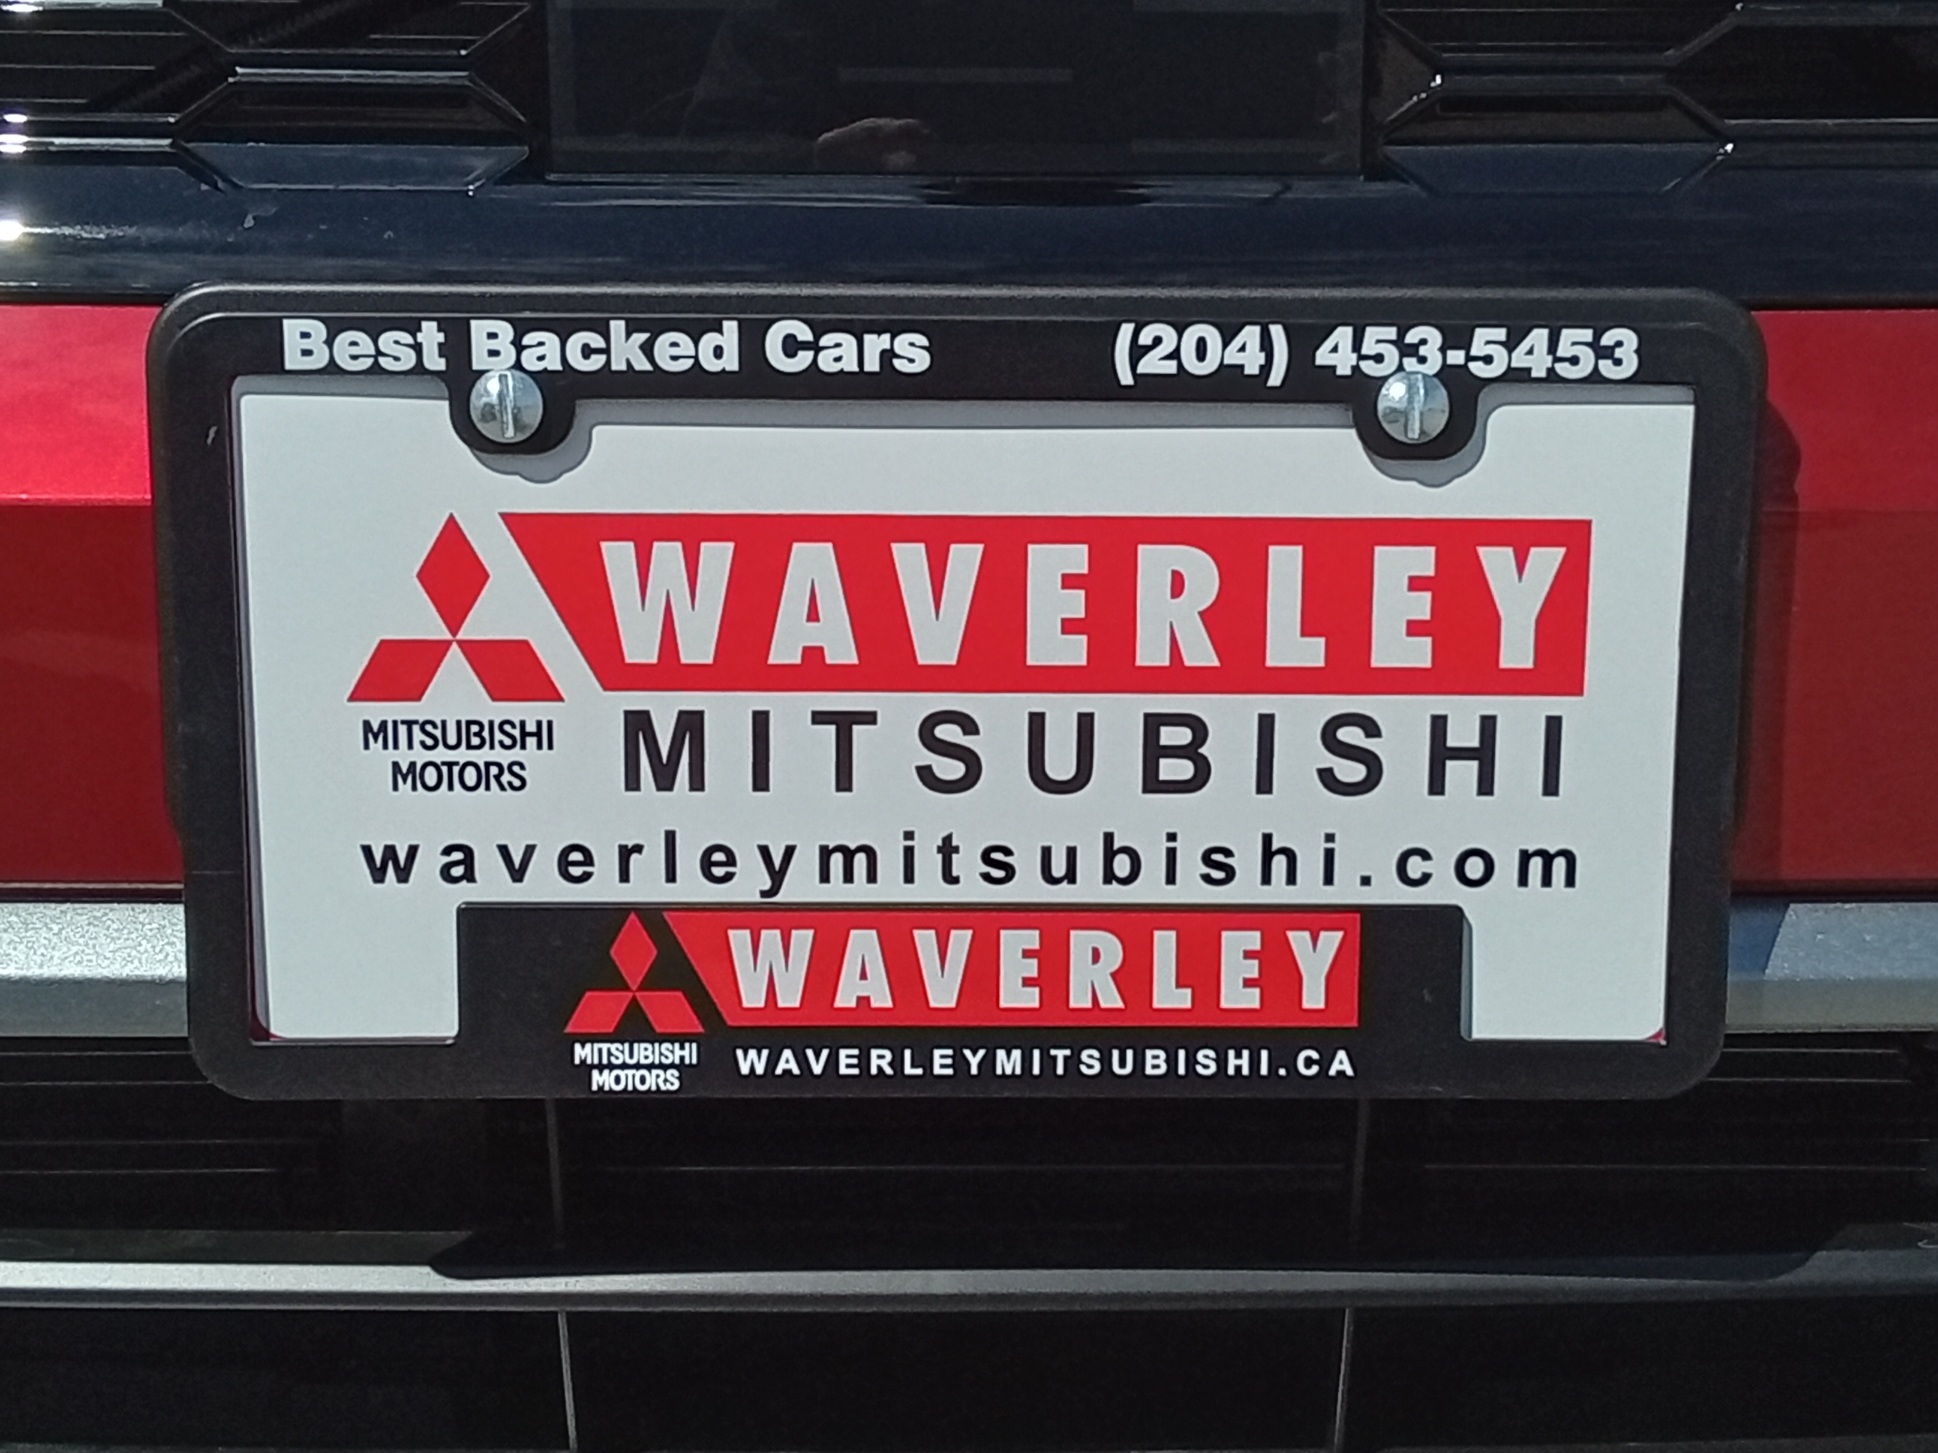 Best Backed Cars (204) 453-5453
WAVERLEY
MITSUBISHI
MITSUBISHI
MOTORS
waverleymitsubishi.com
WAVERLEY
MITSUBISHI
MOTORS
WAVERLEYMITSUBISHI.CA